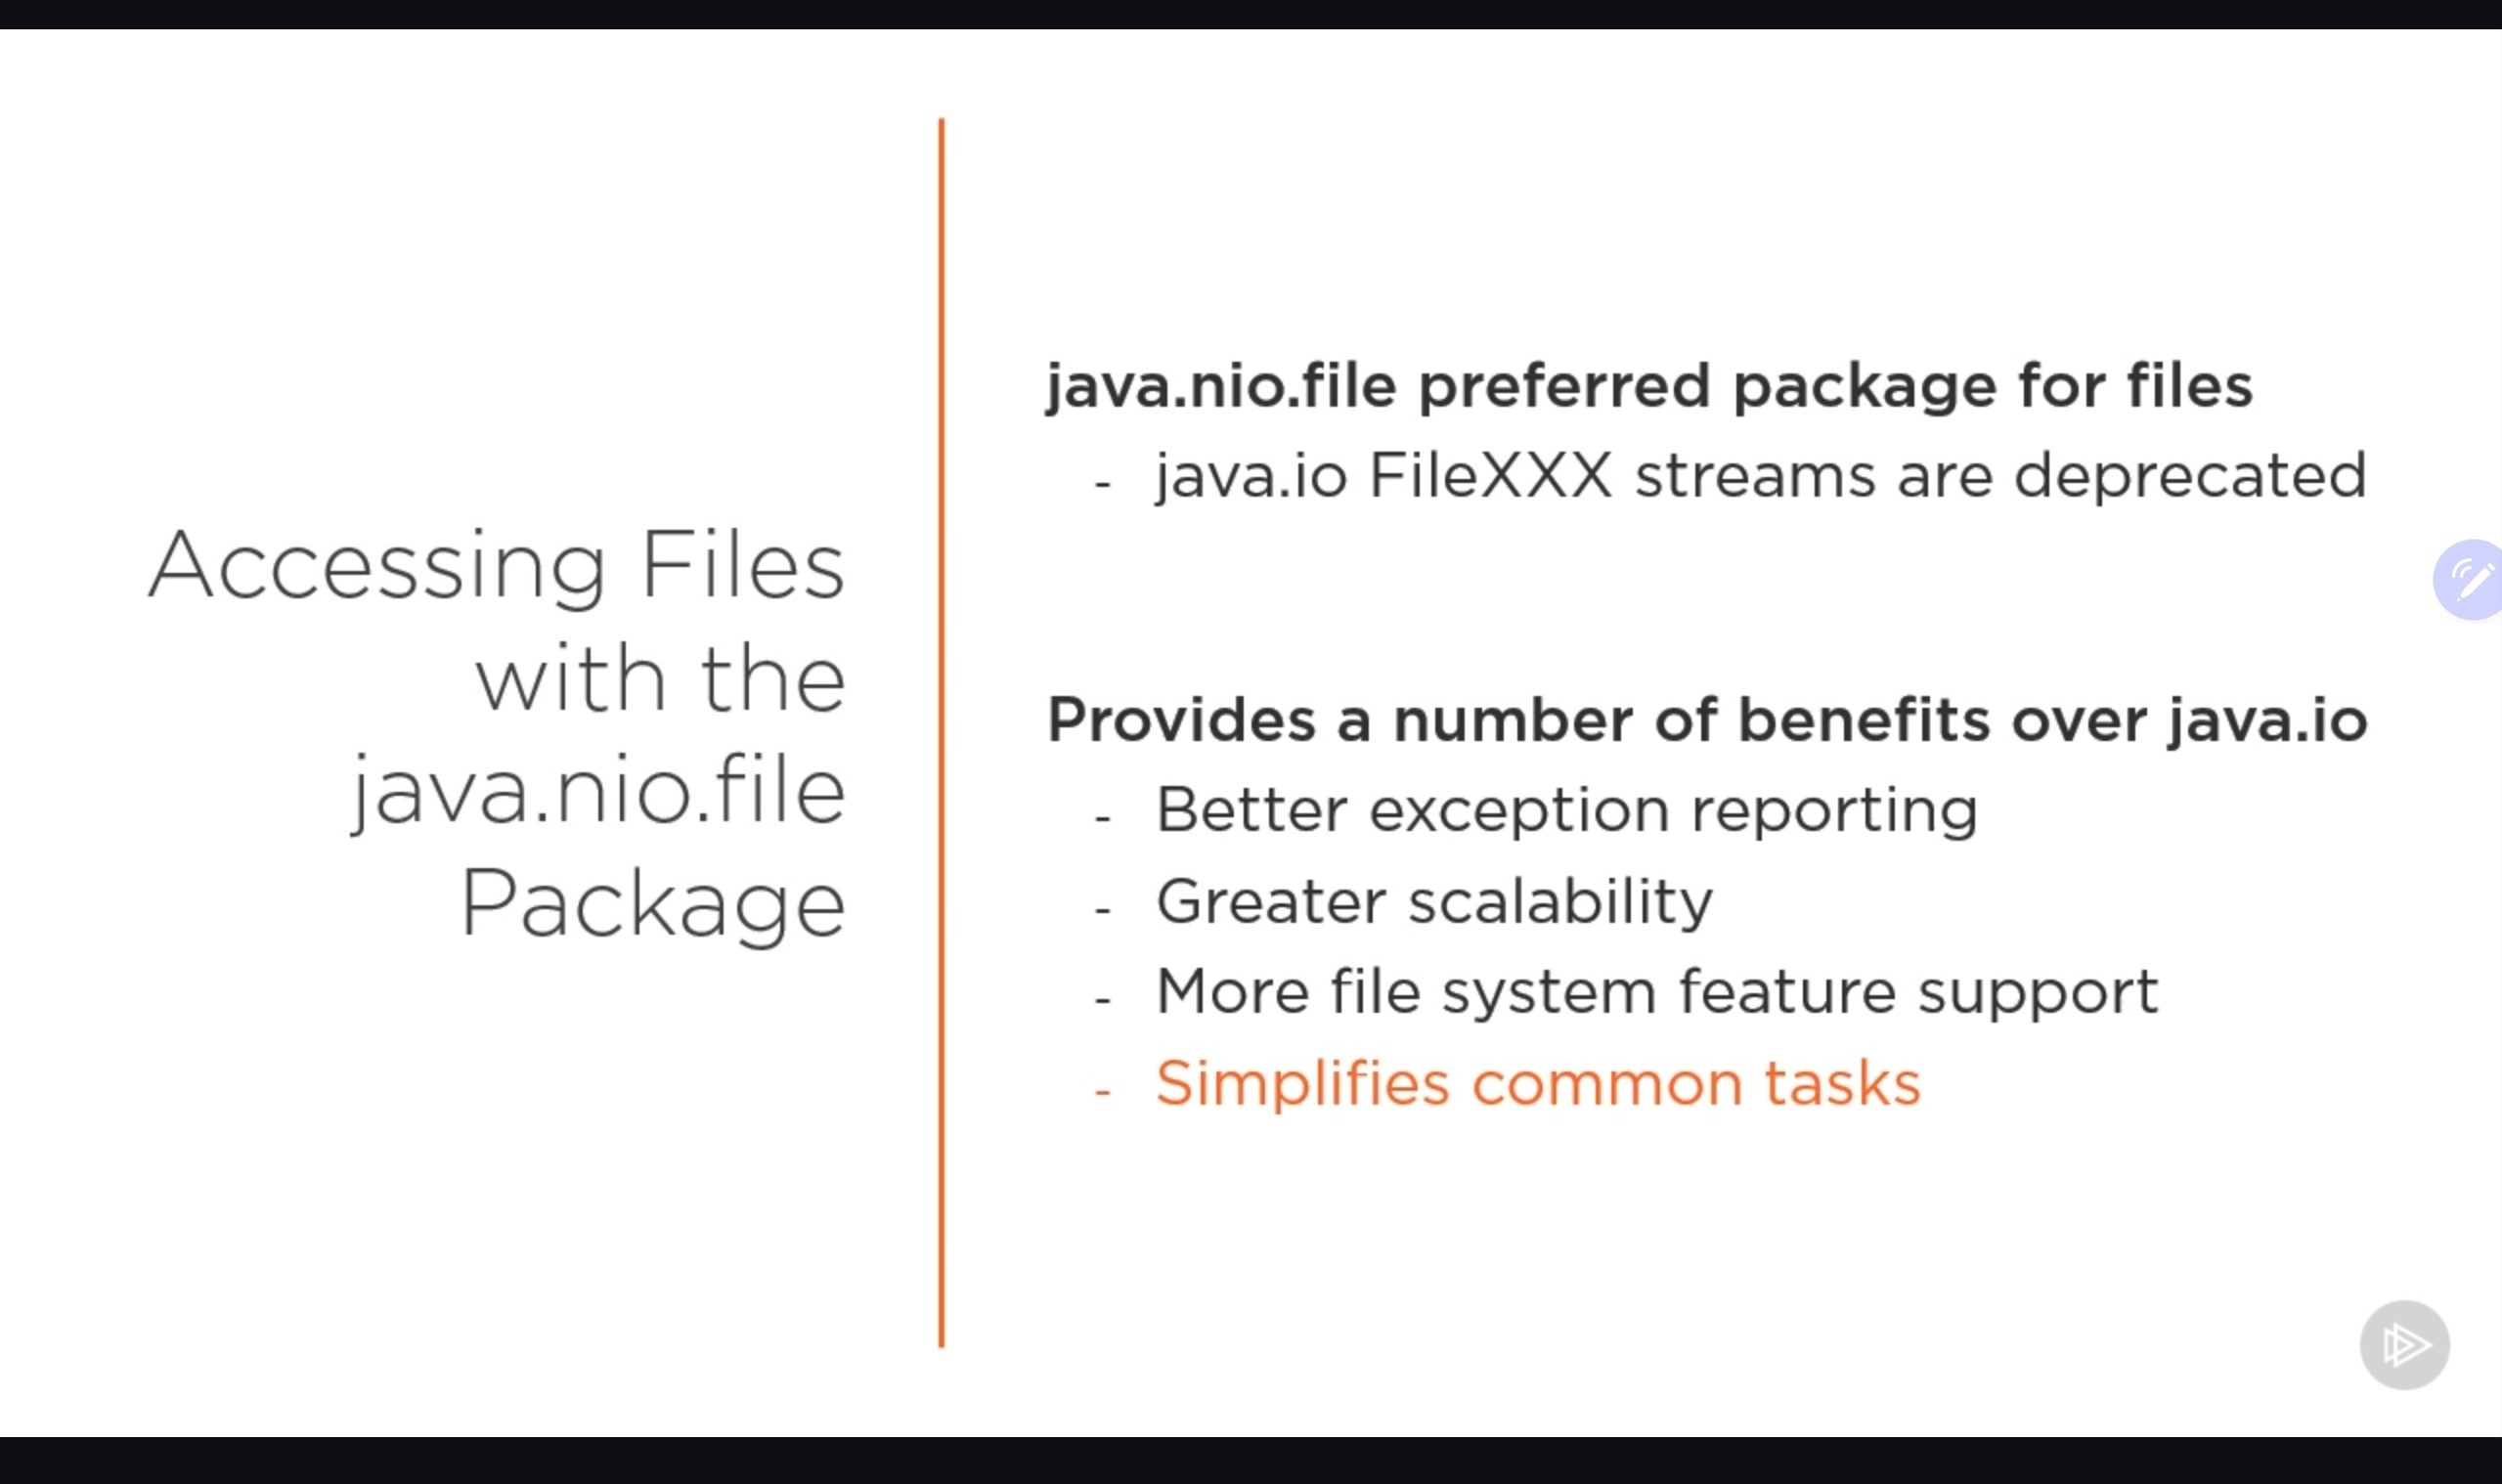 Accessing Files
with the
java.nio.file
Package
java.nio.file preferred package for files
- java.io FileXXX streams are deprecated
Provides a number of benefits over java.io
- Better exception reporting
- Greater scalability
- More file system feature support
- Simplifies common tasks